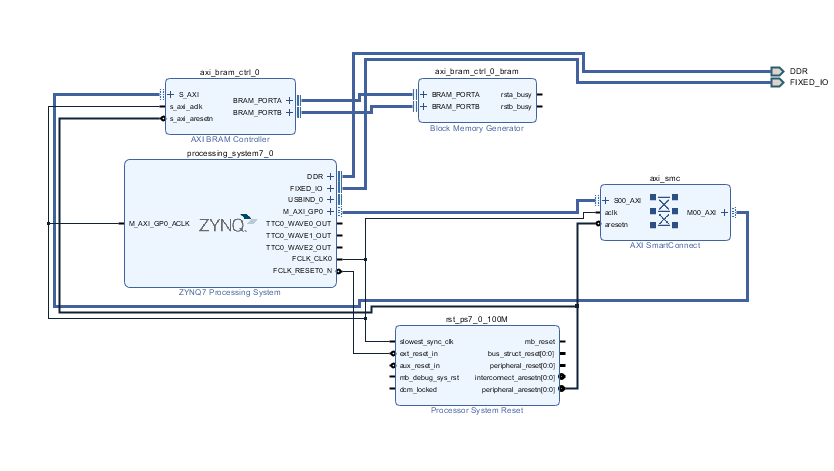 axi_bram_ctrl_0
S_AXI
s_axi_aclk
s_axi_aresetn
BRAM_PORTA
BRAM_PORTB
AXI BRAM Controller
axi_bram_ctrl_0_bram
BRAM_PORTA
BRAM_PORTB
rsta_busy
rstb_busy
Block Memory Generator
DDR
FIXED_IO
processing_system7_0
M_AXI_GP0_ACLK
ZYNQ
DDR
FIXED_IO
USBIND_0
M_AXI_GP0
TTC0_WAVE0_OUT
TTC0_WAVE1_OUT
TTC0_WAVE2_OUT
FCLK_CLK0
FCLK_RESET0_N
ZYNQ7 Processing System
axi_smc
S00_AXI
aclk
aresetn
M00_AXI
AXI SmartConnect
rst_ps7_0_100M
slowest_sync_clk
ext_reset_in
aux_reset_in
mb_debug_sys_rst
dcm_locked
mb_reset
bus_struct_reset[0:0]
peripheral_reset[0:0]
interconnect_aresetn[0:0]
peripheral_aresetn[0:0]
Processor System Reset